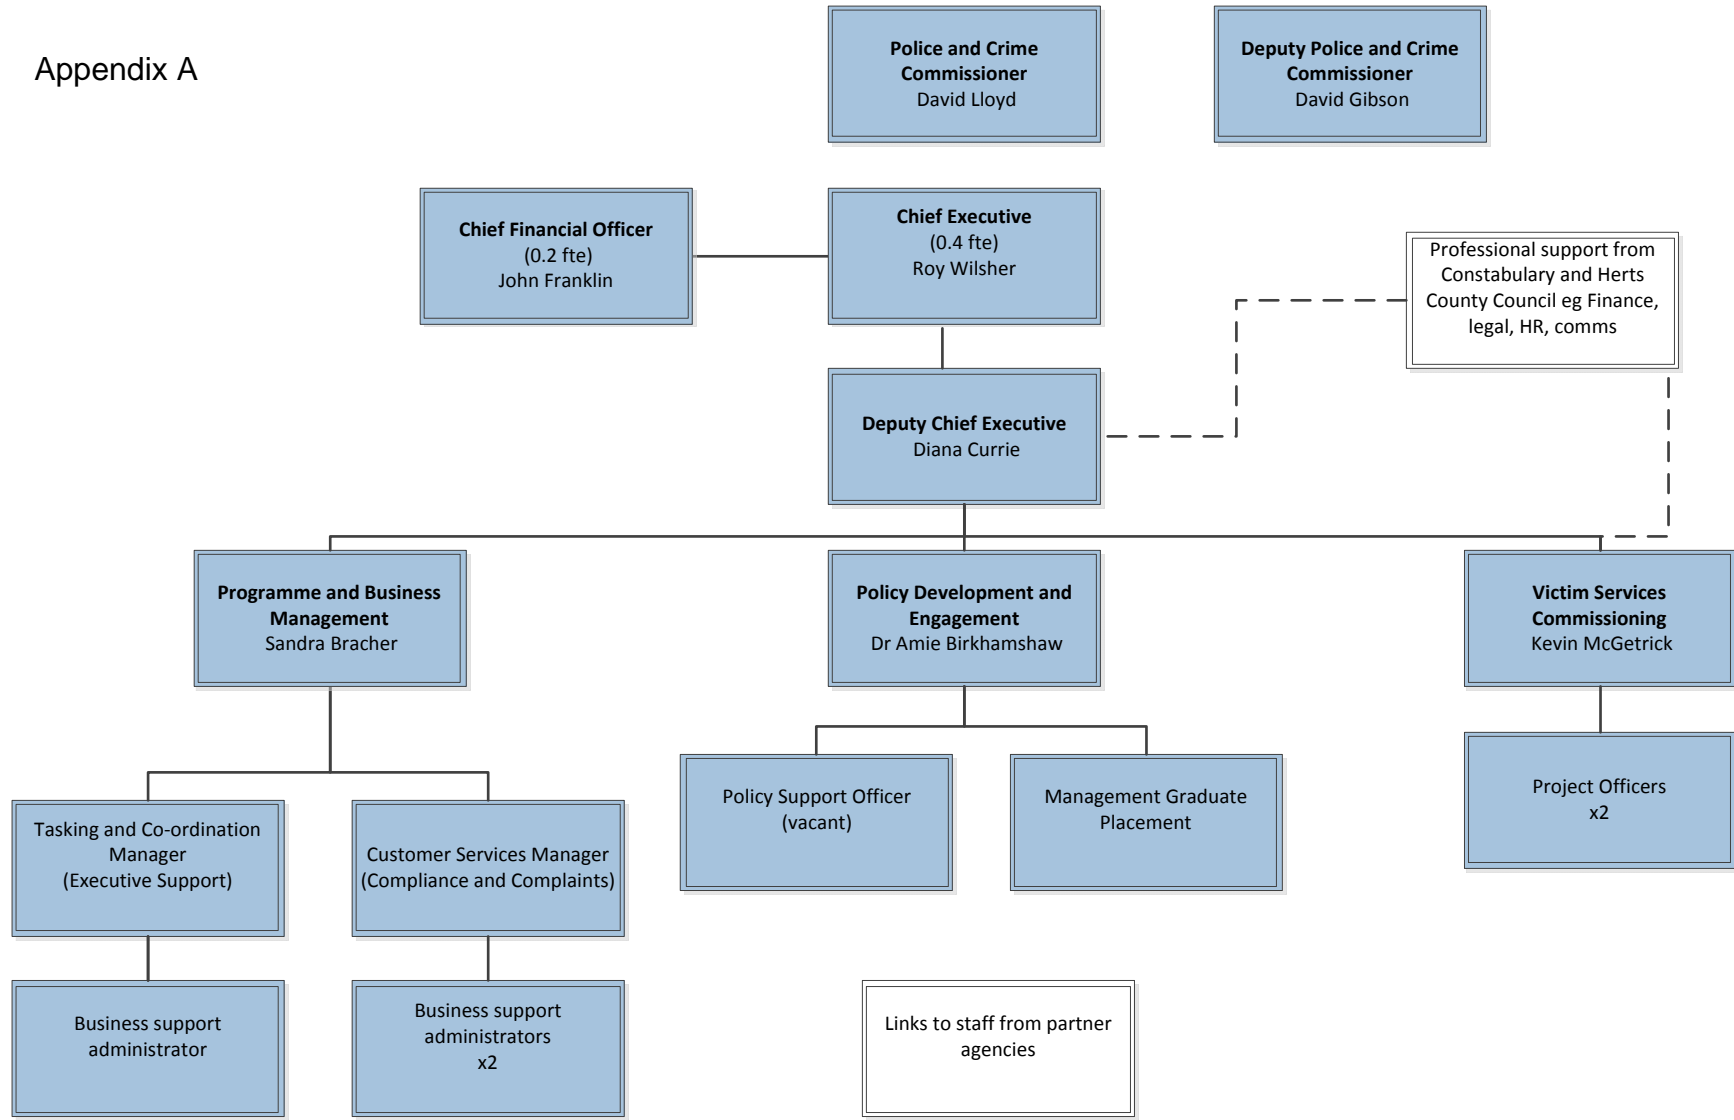 Appendix A
Police and Crime
Commissioner
David Lloyd
Deputy Police and Crime
Commissioner
David Gibson
Chief Financial Officer
(0.2 fte)
John Franklin
Chief Executive
(0.4 fte)
Roy Wilsher
Professional support from
Constabulary and Herts
County Council eg Finance,
legal, HR, comms
Deputy Chief Executive
Diana Currie
Programme and Business
Management
Sandra Bracher
Policy Development and
Engagement
Dr Amie Birkhamshaw
Victim Services
Commissioning
Kevin McGetrick
Tasking and Co-ordination
Manager
(Executive Support)
Customer Services Manager
(Compliance and Complaints)
Policy Support Officer
(vacant)
Management Graduate
Placement
Project Officers
x2
Business support
administrator
Business support
administrators
x2
Links to staff from partner
agencies